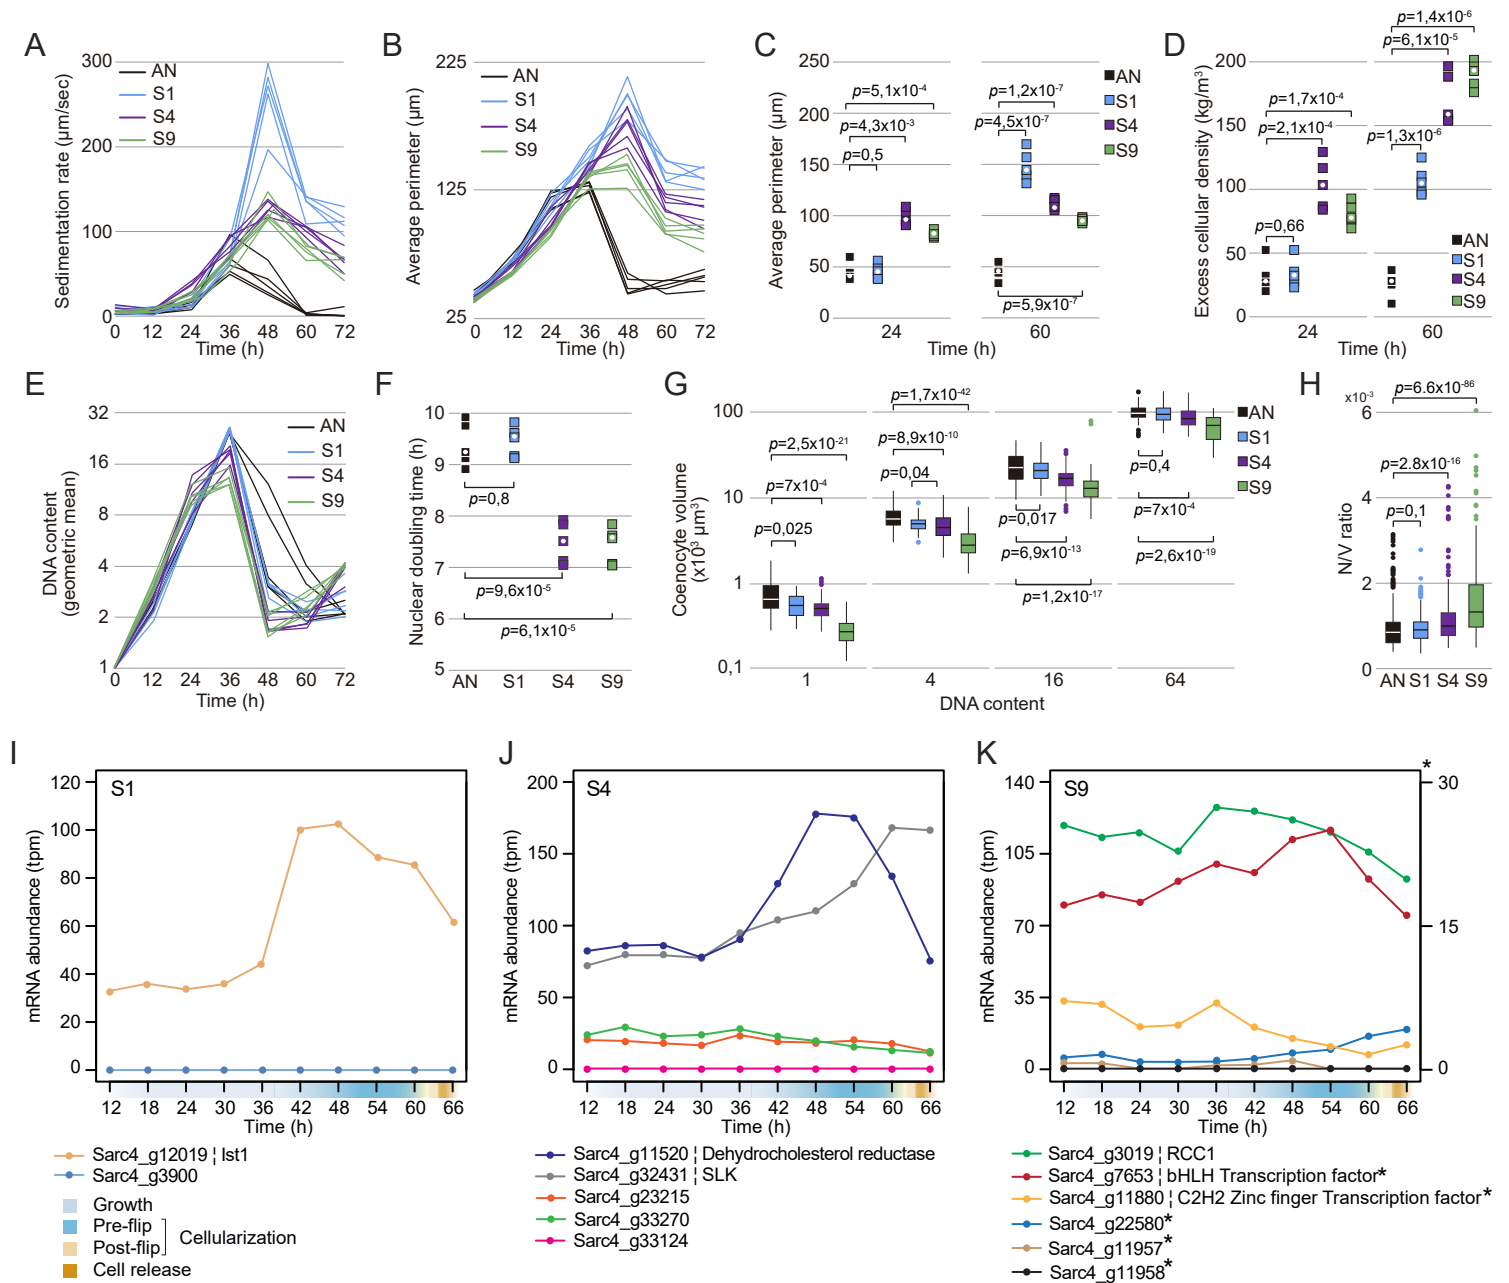 A
Sedimentation rate (µm/sec)
300
200
100
0
AN
S1
S4
S9
0 12 24 36 48 60 72
Time (h)
B
Average perimeter (µm)
225
125
25
AN
S1
S4
S9
0 12 24 36 48 60 72
Time (h)
C
Average perimeter (µm)
250
200
150
100
50
0
p=5,1x10⁻⁴
p=4,3x10⁻³
p=0,5
p=1,2x10⁻⁷
p=4,5x10⁻⁷
p=5,9x10⁻⁷
AN
S1
S4
S9
24 60
Time (h)
D
Excess cellular density (kg/m³)
200
150
100
50
0
p=1,4x10⁻⁶
p=6,1x10⁻⁵
p=1,7x10⁻⁴
p=2,1x10⁻⁴
p=1,3x10⁻⁶
p=0,66
AN
S1
S4
S9
24 60
Time (h)
E
DNA content
(geometric mean)
32
16
8
4
2
1
AN
S1
S4
S9
0 12 24 36 48 60 72
Time (h)
F
Nuclear doubling time (h)
10
9
8
7
6
5
p=0,8
p=9,6x10⁻⁵
p=6,1x10⁻⁵
AN S1 S4 S9
G
Coenocyte volume
(x10³ µm³)
100
10
1
0,1
p=1,7x10⁻⁴²
p=8,9x10⁻¹⁰
p=0,04
p=2,5x10⁻²¹
p=7x10⁻⁴
p=0,025
p=0,017
p=6,9x10⁻¹³
p=1,2x10⁻¹⁷
p=0,4
p=7x10⁻⁴
p=2,6x10⁻¹⁹
AN
S1
S4
S9
1 4 16 64
DNA content
H
x10⁻³
N/V ratio
6
4
2
0
p=6.6x10⁻⁸⁶
p=2.8x10⁻¹⁶
p=0,1
AN S1 S4 S9
I
S1
mRNA abundance (tpm)
120
100
80
60
40
20
0
12 18 24 30 36 42 48 54 60 66
Time (h)
Sarc4_g12019 ¦ Ist1
Sarc4_g3900
Growth
Pre-flip
Post-flip
Cellularization
Cell release
J
S4
mRNA abundance (tpm)
200
150
100
50
0
12 18 24 30 36 42 48 54 60 66
Time (h)
Sarc4_g11520 ¦ Dehydrocholesterol reductase
Sarc4_g32431 ¦ SLK
Sarc4_g23215
Sarc4_g33270
Sarc4_g33124
K
S9
mRNA abundance (tpm)
140
105
70
35
0
*
30
15
0
12 18 24 30 36 42 48 54 60 66
Time (h)
Sarc4_g3019 ¦ RCC1
Sarc4_g7653 ¦ bHLH Transcription factor*
Sarc4_g11880 ¦ C2H2 Zinc finger Transcription factor*
Sarc4_g22580*
Sarc4_g11957*
Sarc4_g11958*